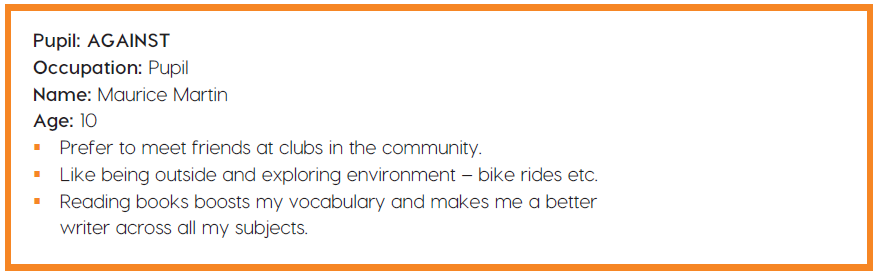 Pupil: AGAINST
Occupation: Pupil
Name: Maurice Martin
Age: 10
▪ Prefer to meet friends at clubs in the community.
▪ Like being outside and exploring environment – bike rides etc.
▪ Reading books boosts my vocabulary and makes me a better
writer across all my subjects.